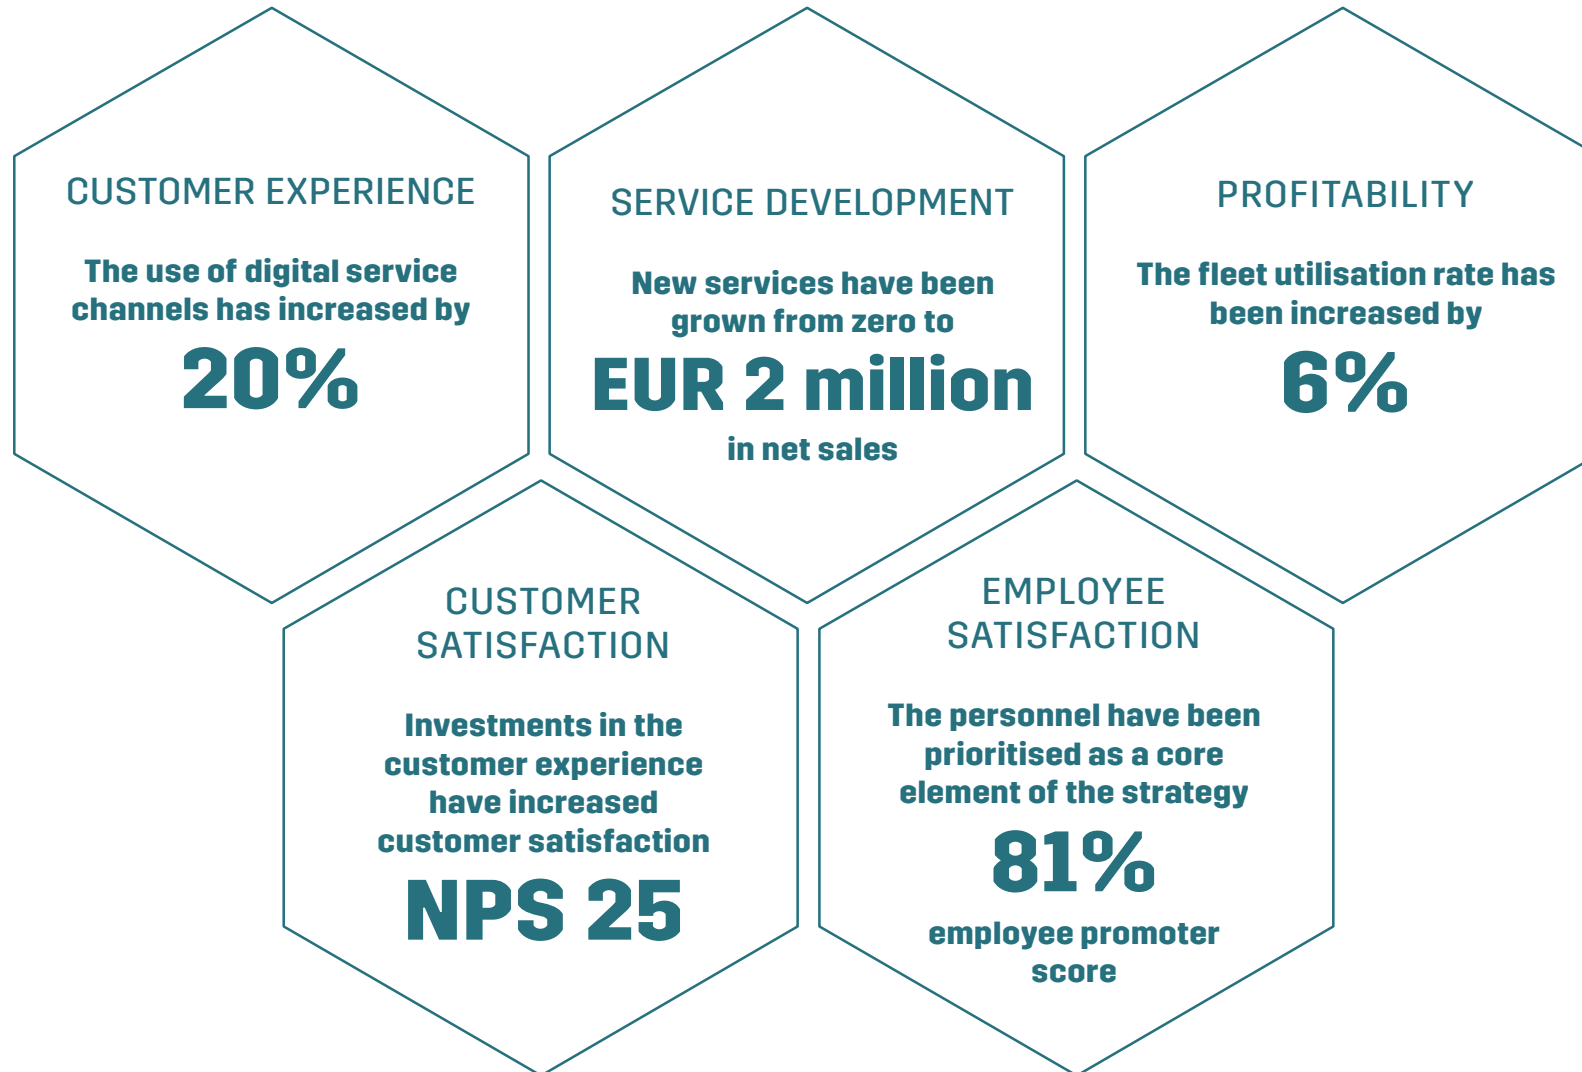 CUSTOMER EXPERIENCE
The use of digital service
channels has increased by
20%
SERVICE DEVELOPMENT
New services have been
grown from zero to
EUR 2 million
in net sales
PROFITABILITY
The fleet utilisation rate has
been increased by
6%
CUSTOMER
SATISFACTION
Investments in the
customer experience
have increased
customer satisfaction
NPS 25
EMPLOYEE
SATISFACTION
The personnel have been
prioritised as a core
element of the strategy
81%
employee promoter
score